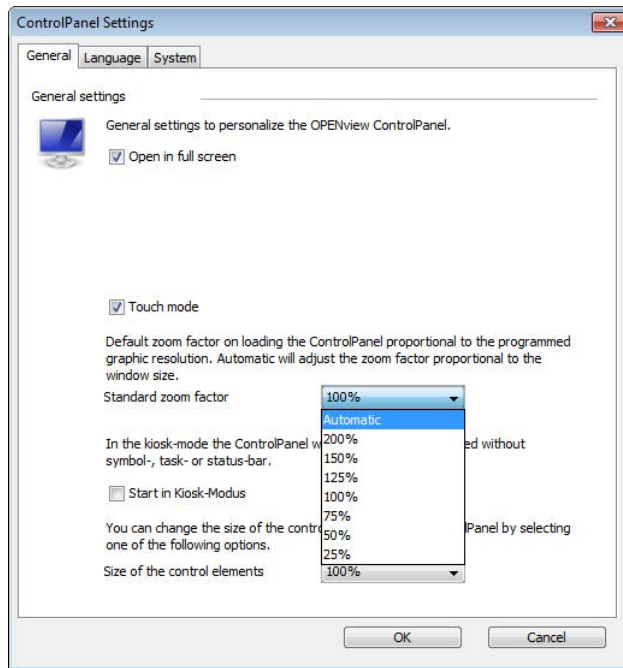 ControlPanel Settings
General Language System
General settings
General settings to personalize the OPENview ControlPanel.
Open in full screen
Touch mode
Default zoom factor on loading the ControlPanel proportional to the programmed
graphic resolution. Automatic will adjust the zoom factor proportional to the
window size.
Standard zoom factor 100%
Automatic
In the kiosk-mode the ControlPanel w 200% ed without
symbol-, task- or status-bar. 150%
125%
Start in Kiosk-Modus 100%
75%
You can change the size of the contr 50% lPanel by selecting
one of the following options. 25%
Size of the control elements 100%
OK Cancel